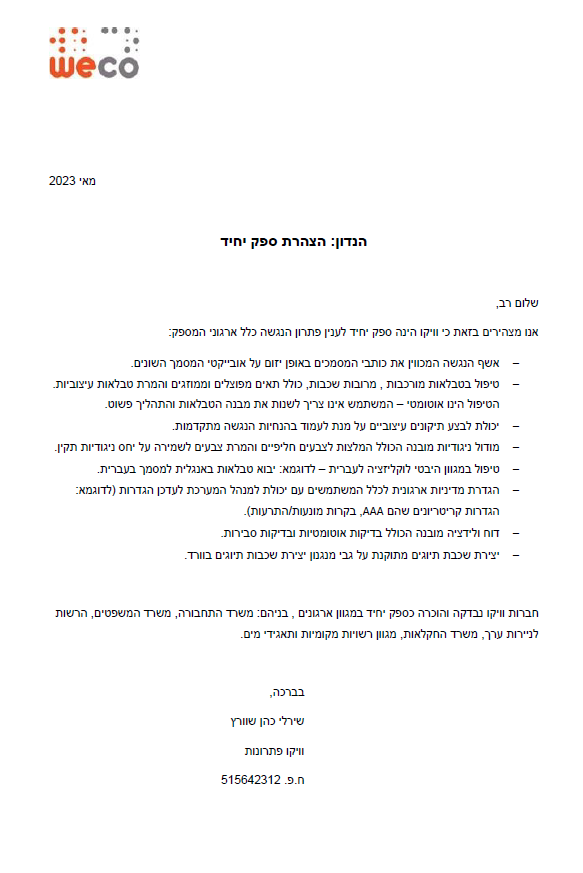 weco
מאי 2023
הנדון: הצהרת ספק יחיד
שלום רב,
אנו מצהירים בזאת כי וויקו הינה ספק יחיד לענין פתרון הנגשה כלל ארגוני המספק:
– אשף הנגשה המכווין את כותבי המסמכים באופן יזום על אובייקטי המסמך השונים.
– טיפול בטבלאות מורכבות , מרובות שכבות, כולל תאים מפוצלים וממוזגים והמרת טבלאות עיצוביות.
הטיפול הינו אוטומטי – המשתמש אינו צריך לשנות את מבנה הטבלאות והתהליך פשוט.
– יכולת לבצע תיקונים עיצוביים על מנת לעמוד בהנחיות הנגשה מתקדמות.
– מודול ניגודיות מובנה הכולל המלצות לצבעים חליפיים והמרת צבעים לשמירה על יחס ניגודיות תקין.
– טיפול במגוון היבטי לוקליזציה לעברית – לדוגמא: יבוא טבלאות באנגלית למסמך בעברית.
– הגדרת מדיניות ארגונית לכלל המשתמשים עם יכולת למנהל המערכת לעדכן הגדרות (לדוגמא:
הגדרות קריטריונים שהם AAA, בקרות מונעות/התרעות).
– דוח ולידציה מובנה הכולל בדיקות אוטומטיות ובדיקות סבירות.
– יצירת שכבת תיוגים מתוקנת על גבי מנגנון יצירת שכבות תיוגים בוורד.
חברות וויקו נבדקה והוכרה כספק יחיד במגוון ארגונים , בניהם: משרד התחבורה, משרד המשפטים, הרשות
לניירות ערך, משרד החקלאות, מגוון רשויות מקומיות ותאגידי מים.
בברכה,
שירלי כהן שוורץ
וויקו פתרונות
ח.פ. 515642312